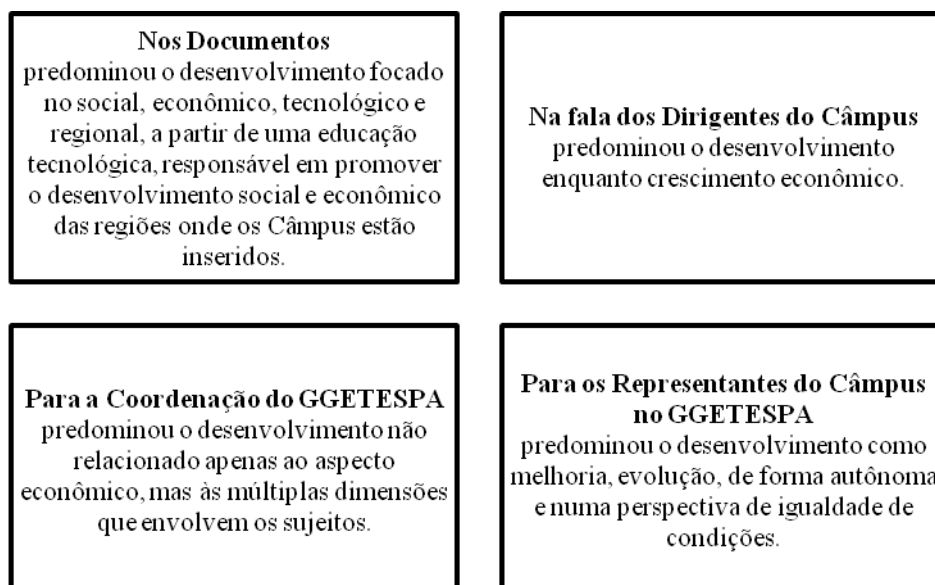 Nos Documentos
predominou o desenvolvimento focado
no social, econômico, tecnológico e
regional, a partir de uma educação
tecnológica, responsável em promover
o desenvolvimento social e econômico
das regiões onde os Câmpus estão
inseridos.
Na fala dos Dirigentes do Câmpus
predominou o desenvolvimento
enquanto crescimento econômico.
Para a Coordenação do GGETESPA
predominou o desenvolvimento não
relacionado apenas ao aspecto
econômico, mas às múltiplas dimensões
que envolvem os sujeitos.
Para os Representantes do Câmpus
no GGETESPA
predominou o desenvolvimento como
melhoria, evolução, de forma autônoma
e numa perspectiva de igualdade de
condições.